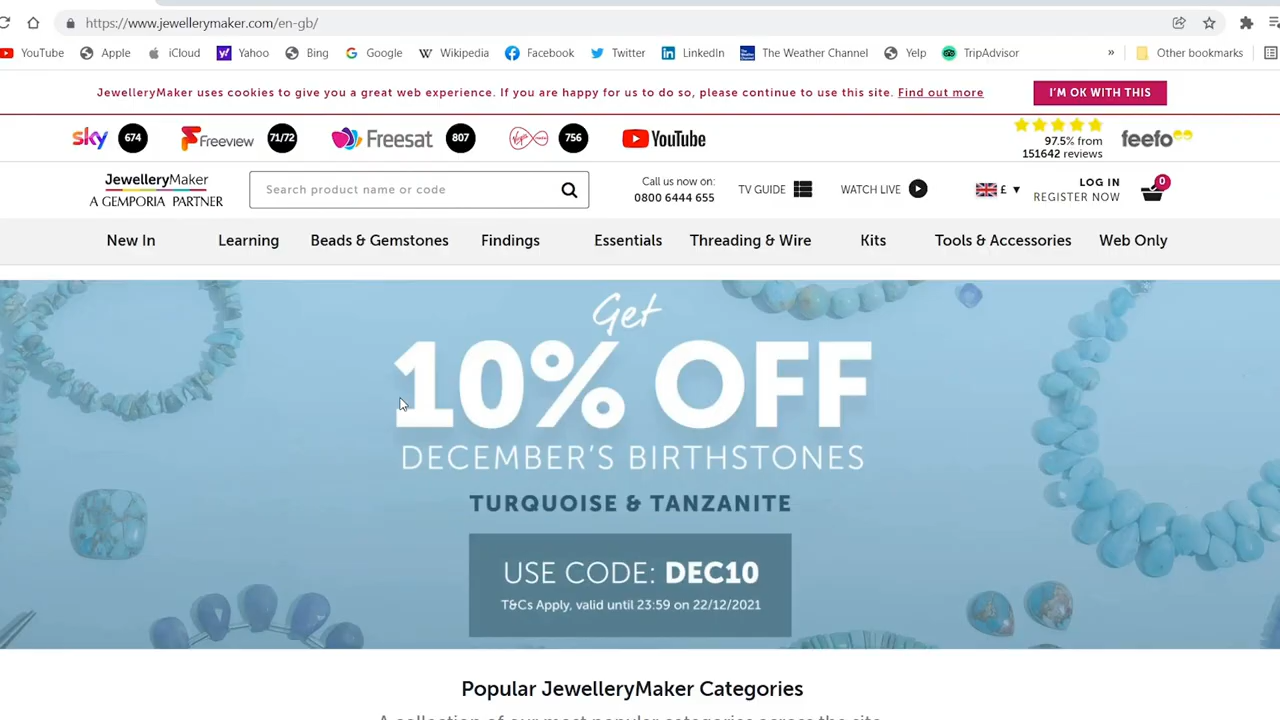 https://www.jewellerymaker.com/en-gb/
YouTube Apple iCloud Yahoo Bing Google Wikipedia Facebook Twitter LinkedIn The Weather Channel Yelp TripAdvisor » Other bookmarks
JewelleryMaker uses cookies to give you a great web experience. If you are happy for us to do so, please continue to use this site. Find out more
I'M OK WITH THIS
sky 674 Freeview 71/72 Freesat 807 756 YouTube
97.5% from
151642 reviews
feefo
JewelleryMaker
A GEMPORIA PARTNER
Search product name or code
Call us now on:
0800 6444 655
TV GUIDE
WATCH LIVE
£ ▼
LOG IN
REGISTER NOW
0
New In Learning Beads & Gemstones Findings Essentials Threading & Wire Kits Tools & Accessories Web Only
Get
10% OFF
DECEMBER'S BIRTHSTONES
TURQUOISE & TANZANITE
USE CODE: DEC10
T&Cs Apply, valid until 23:59 on 22/12/2021
Popular JewelleryMaker Categories
A collection of our most popular categories across the site